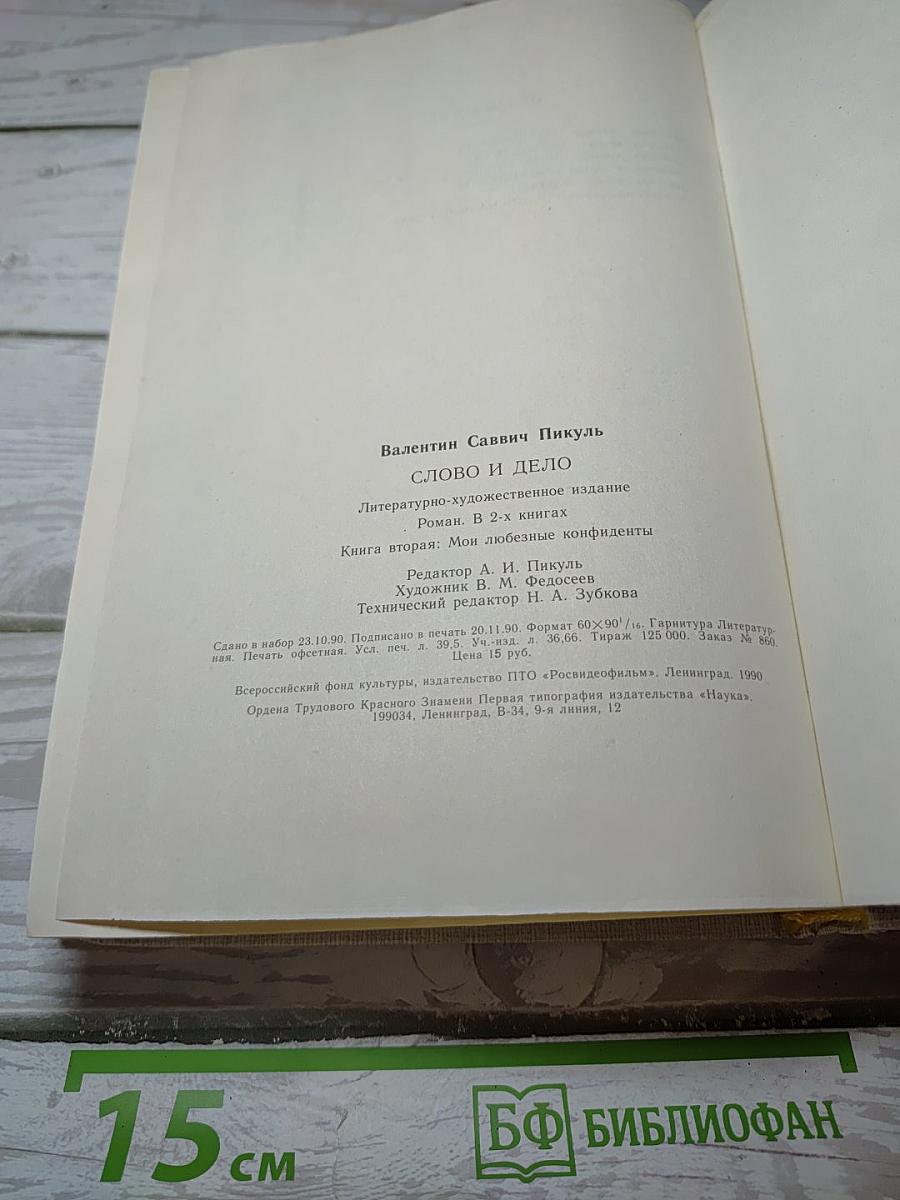 Валентин Саввич Пикуль
СЛОВО И ДЕЛО
Литературно-художественное издание
Роман. В 2-х книгах
Книга вторая: Мои любезные конфиденты
Редактор А. И. Пикуль
Художник В. М. Федосеев
Технический редактор Н. А. Зубкова
Сдано в набор 23.10.90. Подписано в печать 20.11.90. Формат 60×90¹/₁₆. Гарнитура Литератур-
ная. Печать офсетная. Усл. печ. л. 39,5. Уч.-изд. л. 36,66. Тираж 125 000. Заказ № 860.
Цена 15 руб.
Всероссийский фонд культуры, издательство ПТО «Росвидеофильм». Ленинград. 1990
Ордена Трудового Красного Знамени Первая типография издательства «Наука».
199034, Ленинград, В-34, 9-я линия, 12
15 см
БФ БИБЛИОФАН